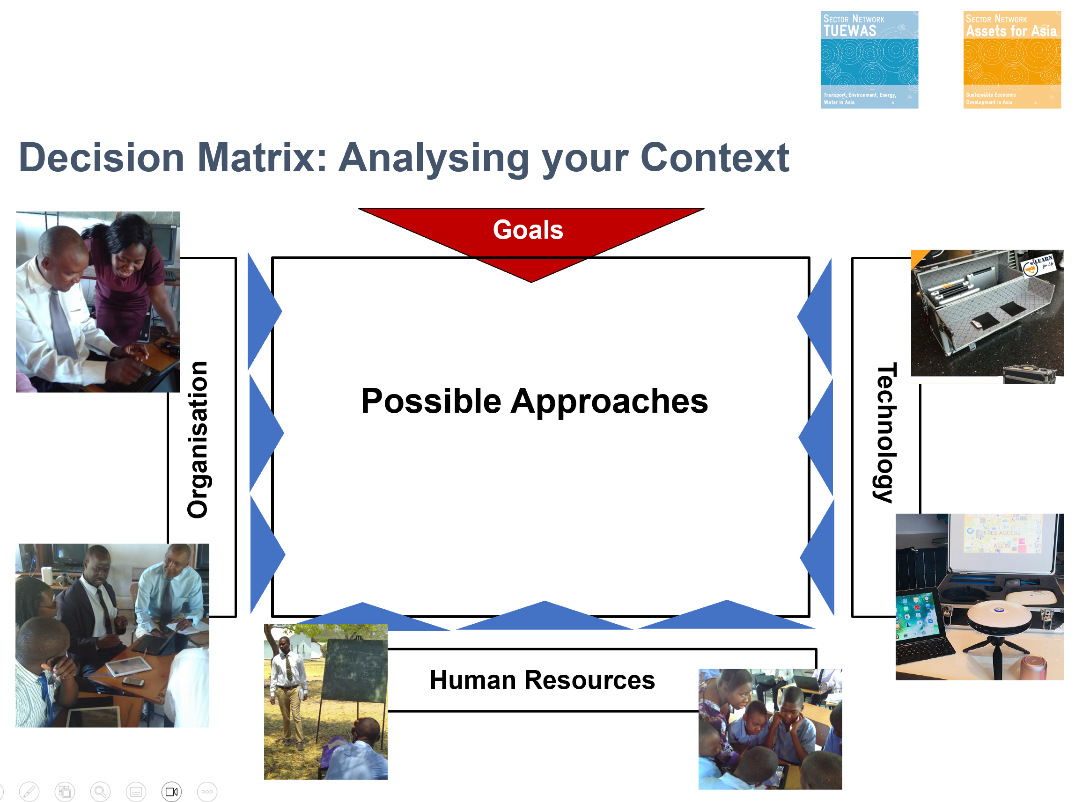 SECTOR NETWORK
TUEWAS
Transport, Environment, Energy,
Water in Asia
SECTOR NETWORK
Assets for Asia
Sustainable Economic
Development in Asia
Decision Matrix: Analysing your Context
Goals
Organisation
Possible Approaches
Technology
LEARN
Human Resources